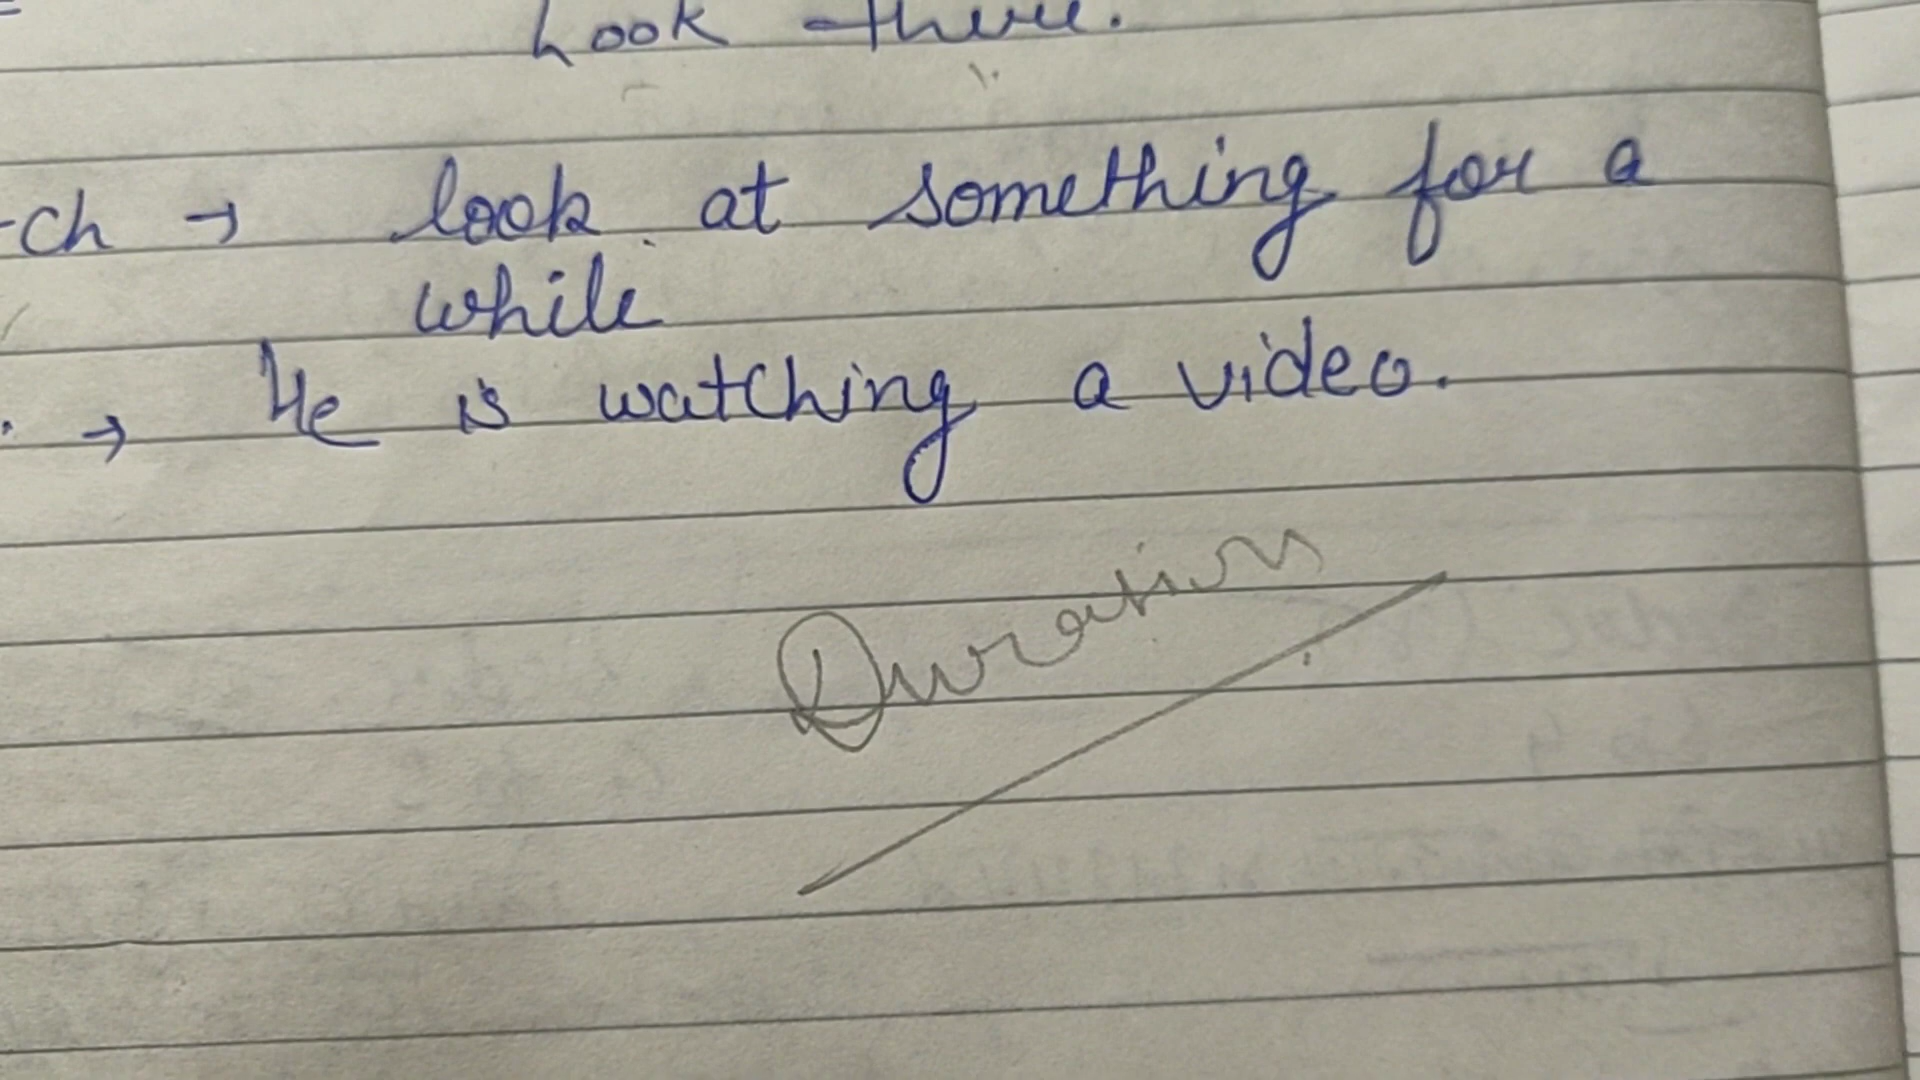 Look there.
ch → look at something for a
while
. → He is watching a video.
Duration